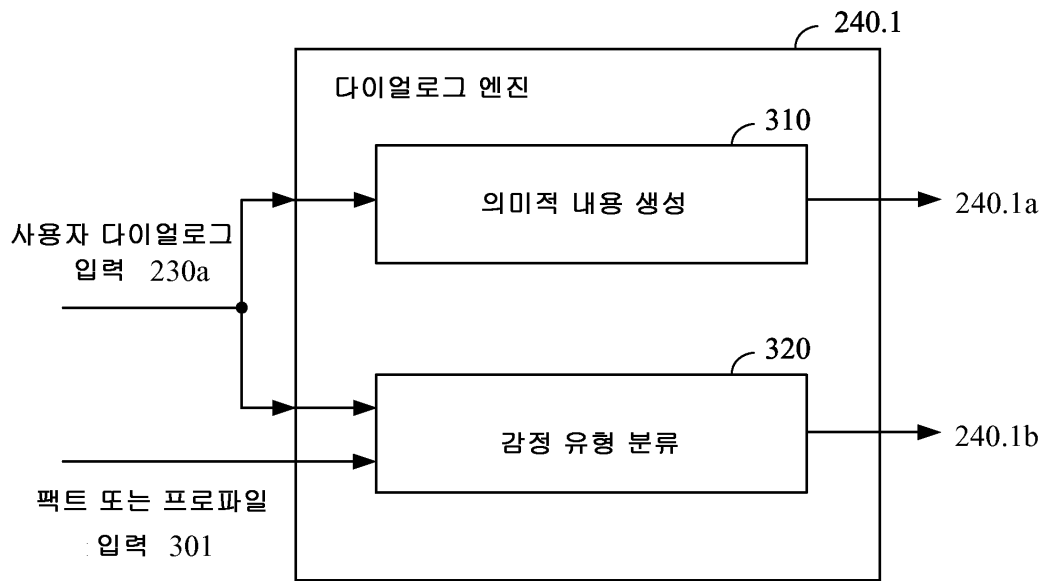 240.1
다이얼로그 엔진
310
의미적 내용 생성
240.1a
사용자 다이얼로그
입력 230a
320
감정 유형 분류
240.1b
팩트 또는 프로파일
입력 301